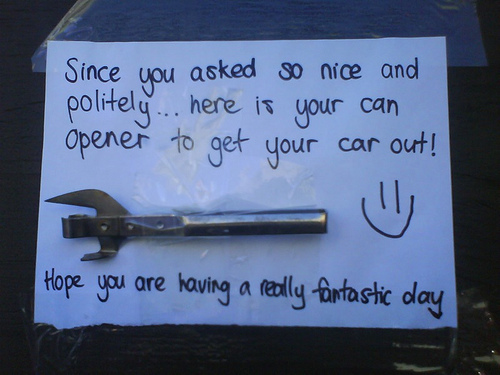 Since you asked so nice and
politely... here is your can
opener to get your car out!
Hope you are having a really fantastic day